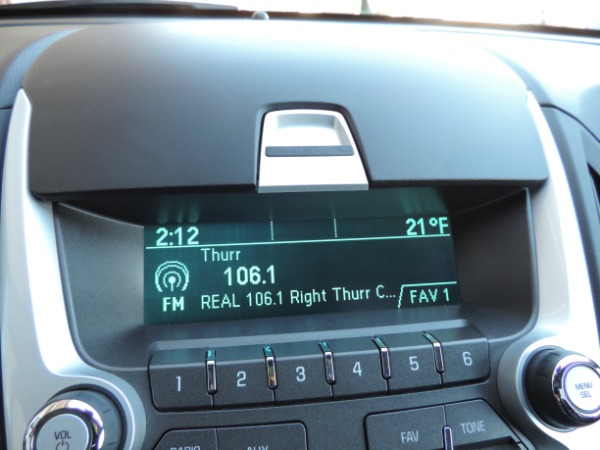 2:12 21°F
Thurr
106.1
FM REAL 106.1 Right Thurr C... FAV 1
1 2 3 4 5 6
MENU
SEL
VOL
RADIO AUX FAV TONE